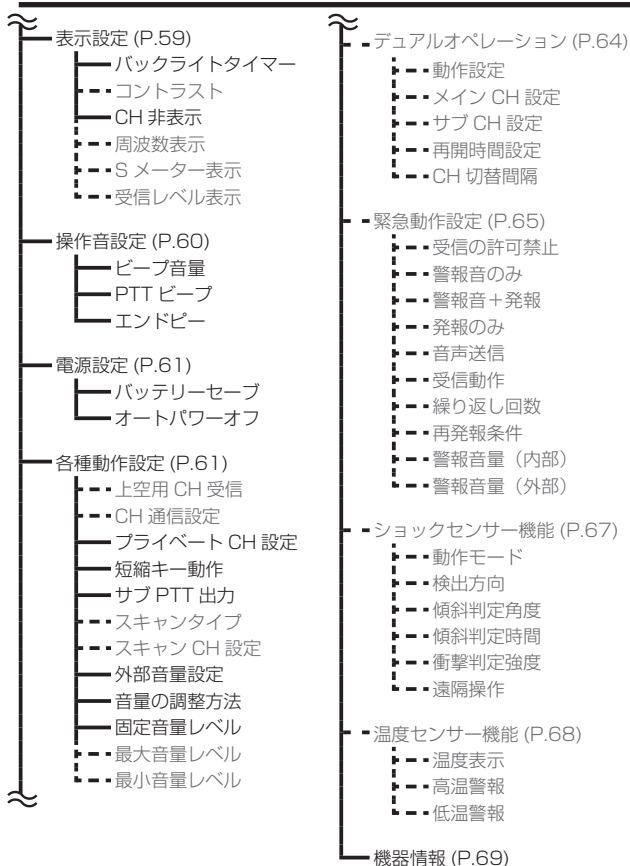 表示設定 (P.59)
バックライトタイマー
コントラスト
CH 非表示
周波数表示
S メーター表示
受信レベル表示
操作音設定 (P.60)
ビープ音量
PTT ビープ
エンドピー
電源設定 (P.61)
バッテリーセーブ
オートパワーオフ
各種動作設定 (P.61)
上空用 CH 受信
CH 通信設定
プライベート CH 設定
短縮キー動作
サブ PTT 出力
スキャンタイプ
スキャン CH 設定
外部音量設定
音量の調整方法
固定音量レベル
最大音量レベル
最小音量レベル
デュアルオペレーション (P.64)
動作設定
メイン CH 設定
サブ CH 設定
再開時間設定
CH 切替間隔
緊急動作設定 (P.65)
受信の許可禁止
警報音のみ
警報音＋発報
発報のみ
音声送信
受信動作
繰り返し回数
再発報条件
警報音量（内部）
警報音量（外部）
ショックセンサー機能 (P.67)
動作モード
検出方向
傾斜判定角度
傾斜判定時間
衝撃判定強度
遠隔操作
温度センサー機能 (P.68)
温度表示
高温警報
低温警報
機器情報 (P.69)